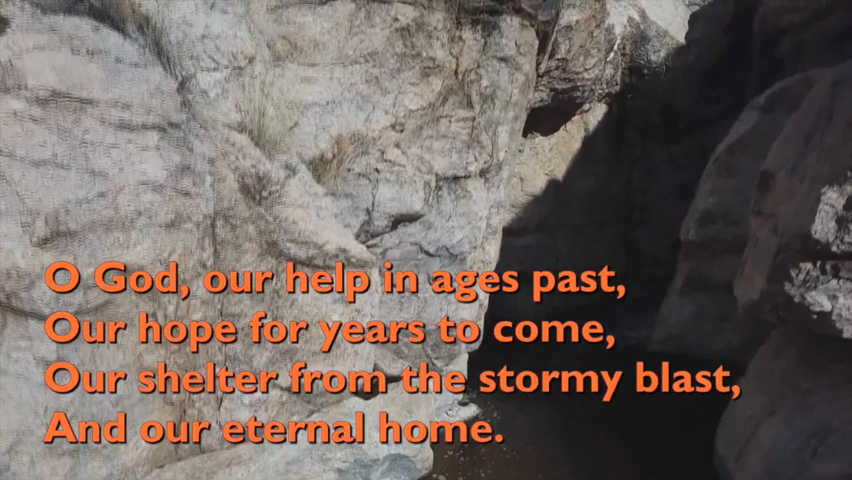 O God, our help in ages past,
Our hope for years to come,
Our shelter from the stormy blast,
And our eternal home.